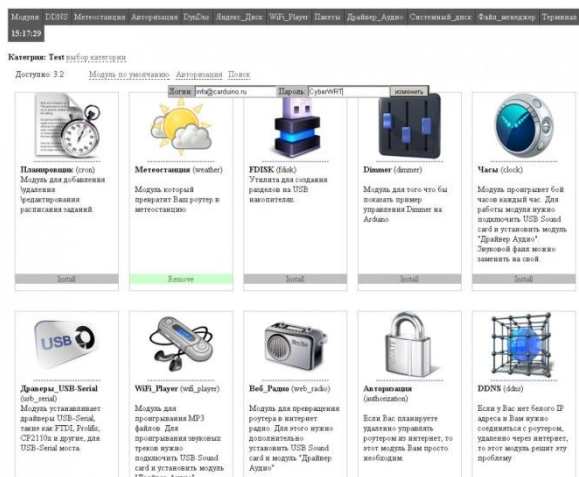 Модули DDNS Метеостанция Авторизация DynDns Яндекс_Диск WiFi_Player Пакеты Драйвер_Аудио Системный_диск Файл_менеджер Терминал
15:17:29
Категрия: Test выбор категории
Доступно: 3.2 Модуль по умолчанию Авторизация Поиск
Логин: info@carduino.ru Пароль: CyberWRT изменить
Планировщик (cron)
Модуль для добавления
\удаления
\редактирования
расписания заданий.
Install
Метеостанция (weather)
Модуль который
превратит Ваш роутер в
метеостанцию
Remove
FDISK (fdisk)
Утилита для создания
разделов на USB
накопителях.
Install
Dimmer (dimmer)
Модуль для того что бы
показать пример
управления Dimmer на
Arduino
Install
Часы (clock)
Модуль проигрывает бой
часов каждый час. Для
работы модуля нужно
подключить USB Sound
card и установить модуль
"Драйвер Аудио".
Звуковой фаил можно
заменить на свой.
Install
USB
Драверы_USB-Serial
(usb_serial)
Модуль устанавливает
драйверы USB-Serial,
такие как FTDI, Prolific,
CP2110x и другие, для
USB-Serial моста.
WiFi_Player (wifi_player)
Модуль для
проигрывания MP3
файлов. Для
проигрывания звуковых
треков нужно
подключить USB Sound
card и установить модуль
"Драйвер Аудио"
Веб_Радио (web_radio)
Модуль для превращения
роутера в интернет
радио. Для этого нужно
дополнительно
установить USB Sound
card и модуль "Драйвер
Аудио"
Авторизация
(authorization)
Если Вас планируете
удаленно управлять
роутером из интернет, то
этот модуль Вам просто
необходим.
DDNS (ddns)
Если у Вас нет белого IP
адреса и Вам нужно
соединяться с роутером,
удаленно через интернет,
то этот модуль решит эту
проблему